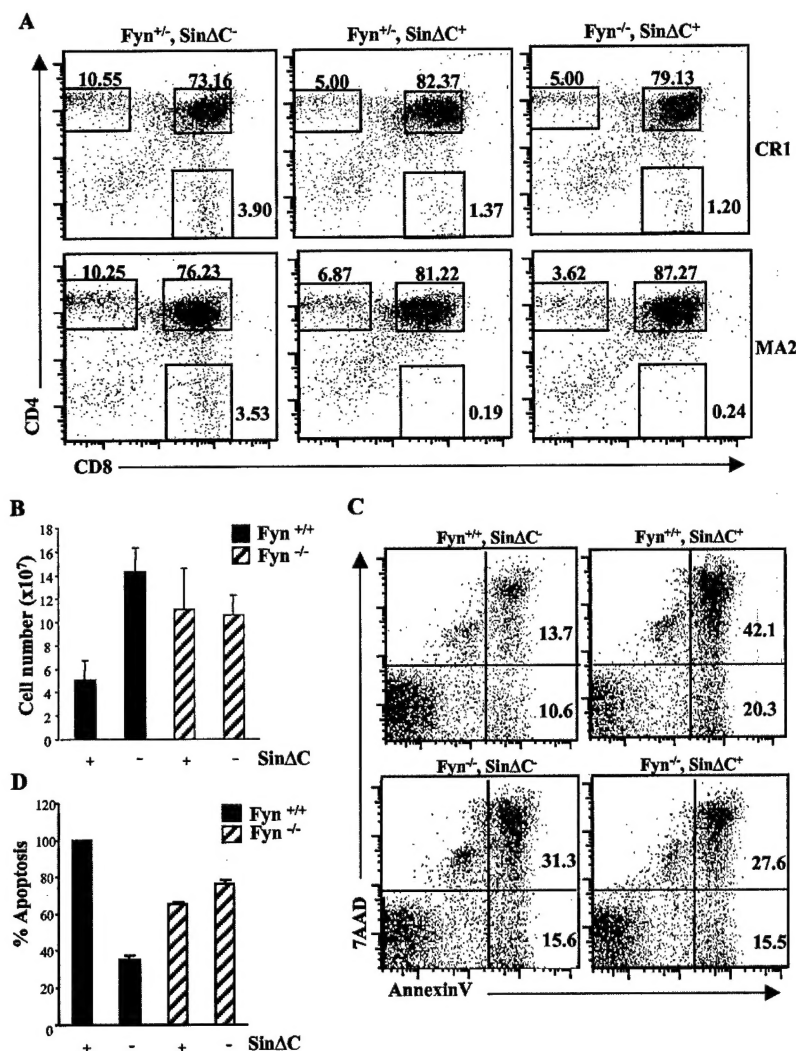 A
Fyn+/-, SinΔC- Fyn+/-, SinΔC+ Fyn-/-, SinΔC+
10.55 73.16 5.00 82.37 5.00 79.13
CR1
3.90 1.37 1.20
10.25 76.23 6.87 81.22 3.62 87.27
MA2
3.53 0.19 0.24
CD4
CD8
B
Fyn +/+
Fyn -/-
Cell number (x10⁷)
18
16
14
12
10
8
6
4
2
0
+ - + - SinΔC
C
Fyn+/+, SinΔC- Fyn+/+, SinΔC+
13.7 42.1
10.6 20.3
Fyn-/-, SinΔC- Fyn-/-, SinΔC+
31.3 27.6
15.6 15.5
7AAD
AnnexinV
D
Fyn +/+
Fyn -/-
% Apoptosis
120
100
80
60
40
20
0
+ - + - SinΔC